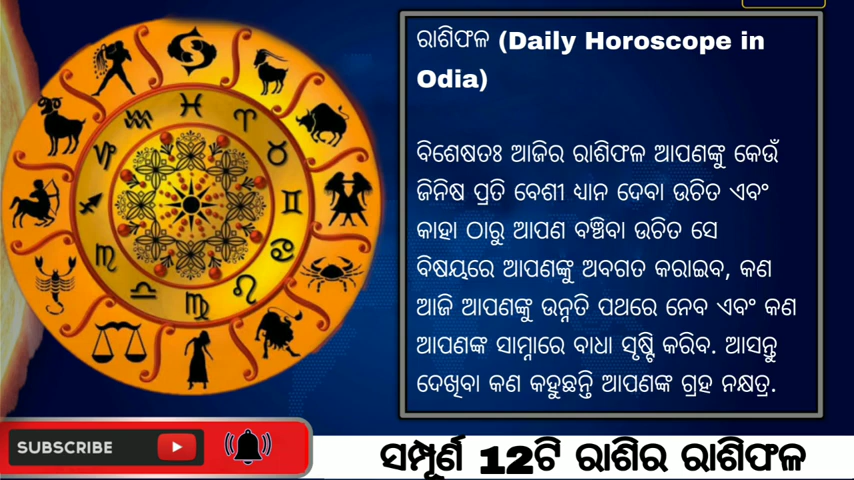 ରାଶିଫଳ (Daily Horoscope in
Odia)
ବିଶେଷତଃ ଆଜିର ରାଶିଫଳ ଆପଣଙ୍କୁ କେଉଁ
ଜିନିଷ ପ୍ରତି ବେଶୀ ଧ୍ୟାନ ଦେବା ଉଚିତ ଏବଂ
କାହା ଠାରୁ ଆପଣ ବଞ୍ଚିବା ଉଚିତ ସେ
ବିଷୟରେ ଆପଣଙ୍କୁ ଅବଗତ କରାଇବ, କଣ
ଆଜି ଆପଣଙ୍କୁ ଉନ୍ନତି ପଥରେ ନେବ ଏବଂ କଣ
ଆପଣଙ୍କ ସାମ୍ନାରେ ବାଧା ସୃଷ୍ଟି କରିବ. ଆସନ୍ତୁ
ଦେଖିବା କଣ କହୁଛନ୍ତି ଆପଣଙ୍କ ଗ୍ରହ ନକ୍ଷତ୍ର.
SUBSCRIBE
ସମ୍ପୂର୍ଣ 12ଟି ରାଶିର ରାଶିଫଳ